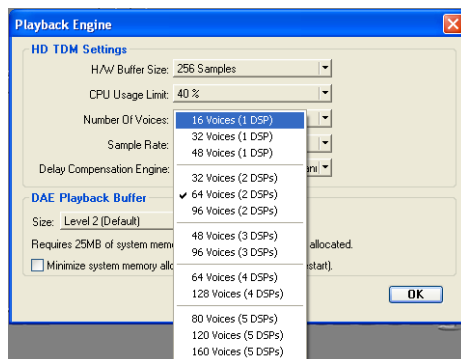 Playback Engine
HD TDM Settings
H/W Buffer Size: 256 Samples
CPU Usage Limit: 40 %
Number Of Voices:
Sample Rate:
Delay Compensation Engine:
16 Voices (1 DSP)
32 Voices (1 DSP)
48 Voices (1 DSP)
32 Voices (2 DSPs)
✓ 64 Voices (2 DSPs)
96 Voices (2 DSPs)
48 Voices (3 DSPs)
96 Voices (3 DSPs)
64 Voices (4 DSPs)
128 Voices (4 DSPs)
80 Voices (5 DSPs)
120 Voices (5 DSPs)
160 Voices (5 DSPs)
DAE Playback Buffer
Size: Level 2 (Default)
Requires 25MB of system mem allocated.
Minimize system memory allo start).
OK